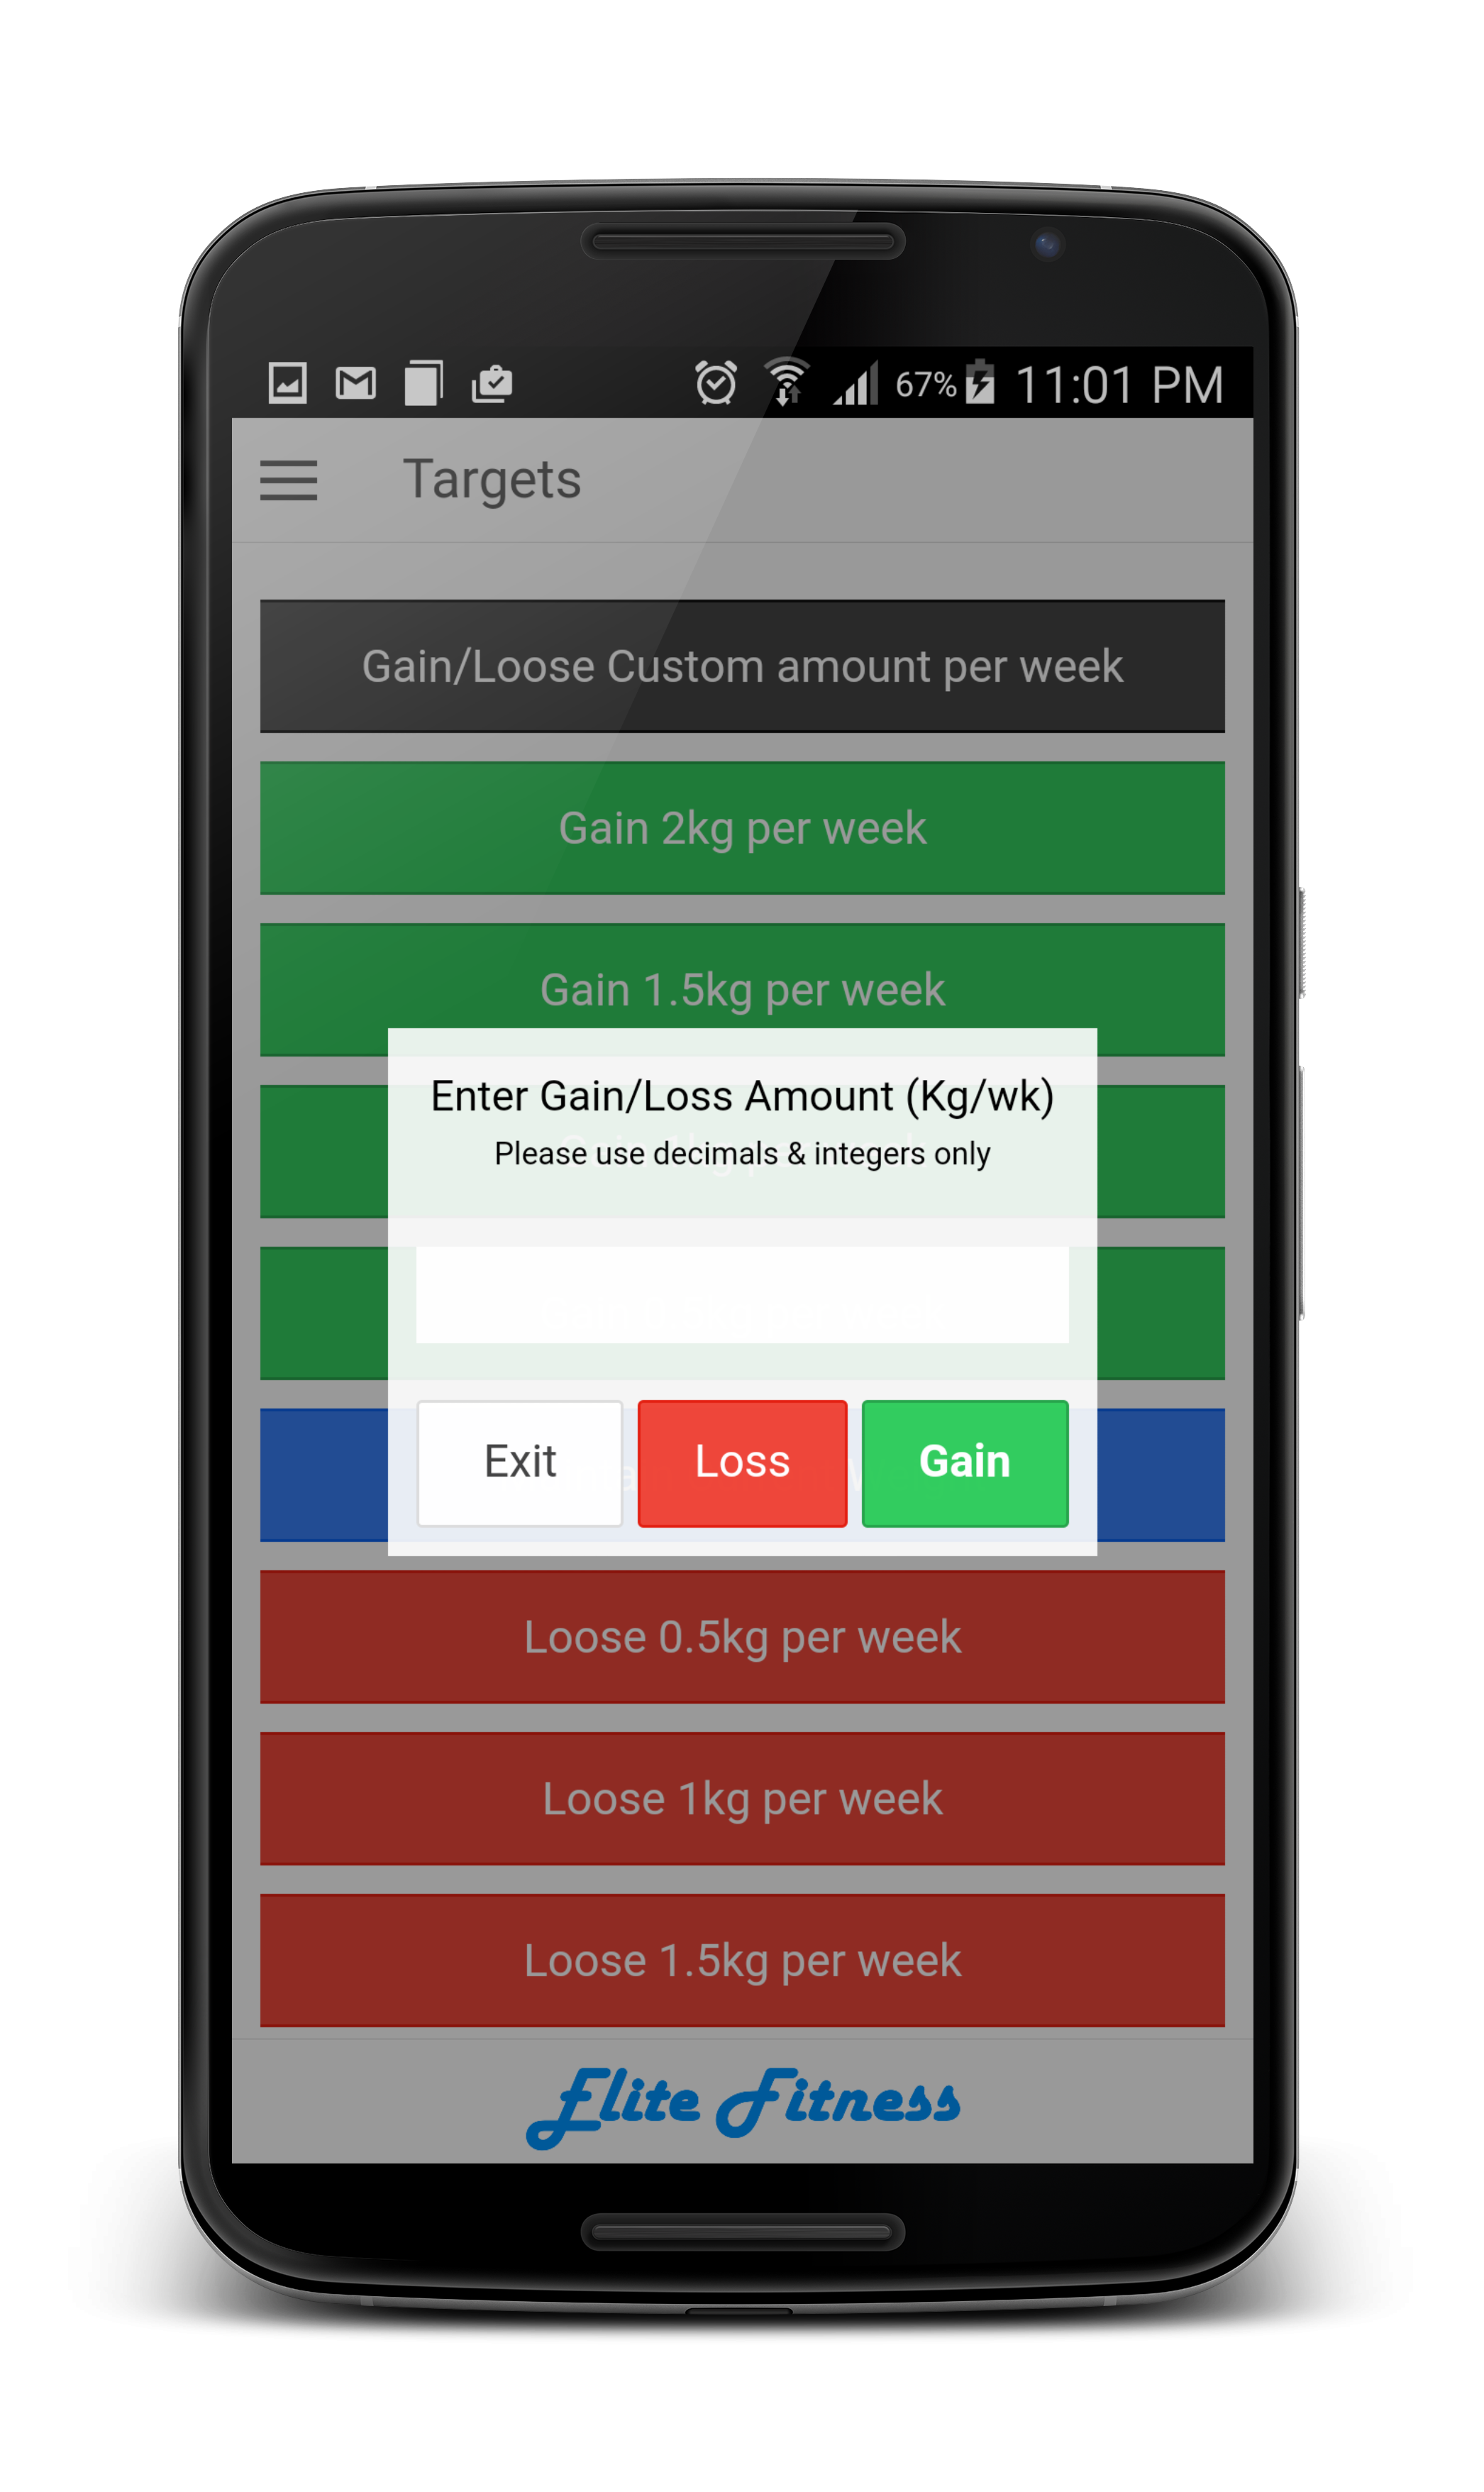 67% 11:01 PM
Targets
Gain/Loose Custom amount per week
Gain 2kg per week
Gain 1.5kg per week
Enter Gain/Loss Amount (Kg/wk)
Please use decimals & integers only
Exit Loss Gain
Loose 0.5kg per week
Loose 1kg per week
Loose 1.5kg per week
Elite Fitness